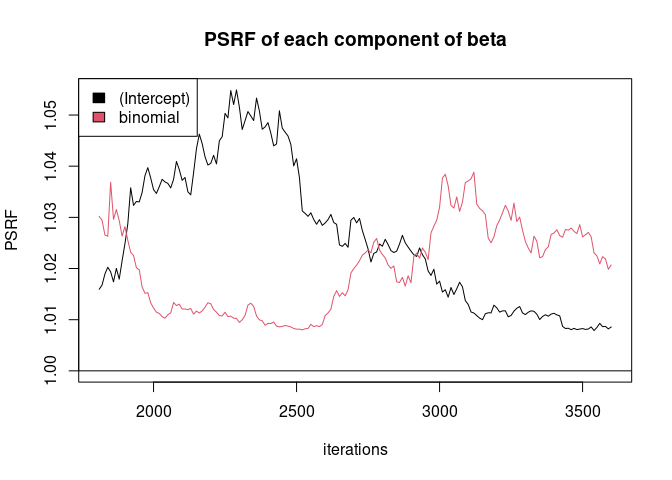 PSRF of each component of beta
(Intercept)
binomial
PSRF
1.05
1.04
1.03
1.02
1.01
1.00
2000 2500 3000 3500
iterations